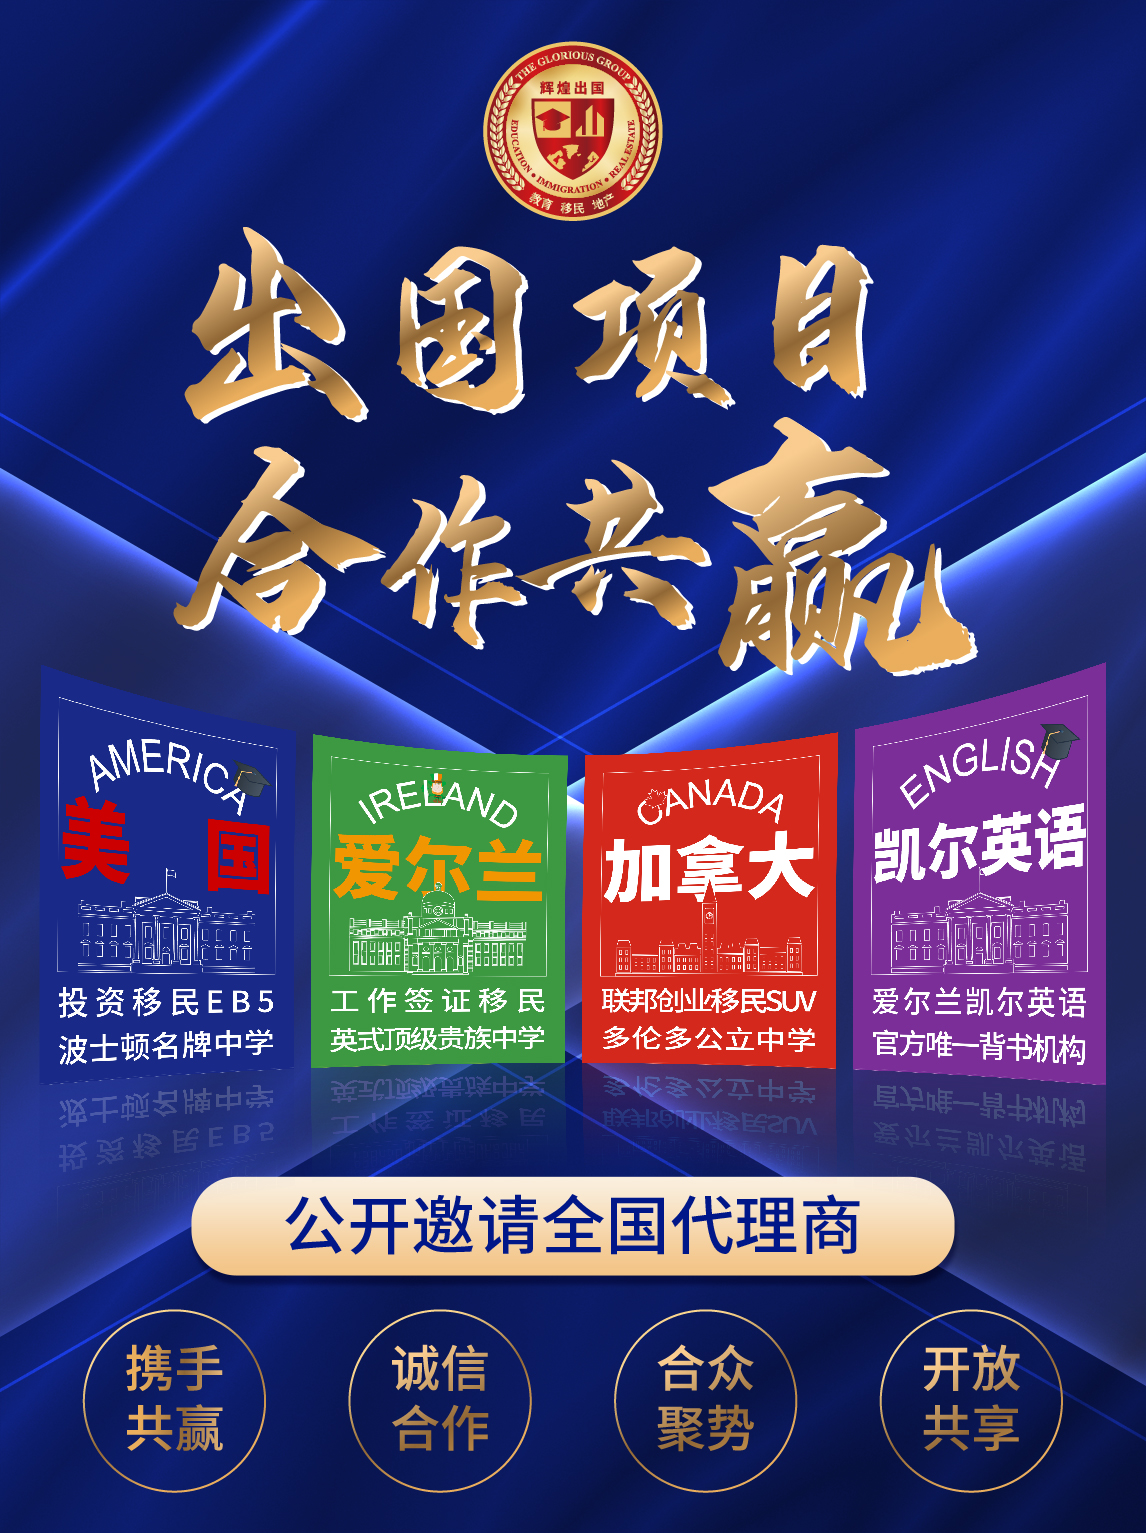 THE GLORIOUS GROUP
辉煌出国
EDUCATION • IMMIGRATION • REAL ESTATE
教育 移民 地产
出国项目
合作共赢
AMERICA
美国
投资移民EB5
波士顿名牌中学
IRELAND
爱尔兰
工作签证移民
英式顶级贵族中学
CANADA
加拿大
联邦创业移民SUV
多伦多公立中学
ENGLISH
凯尔英语
爱尔兰凯尔英语
官方唯一背书机构
公开邀请全国代理商
携手
共赢
诚信
合作
合众
聚势
开放
共享